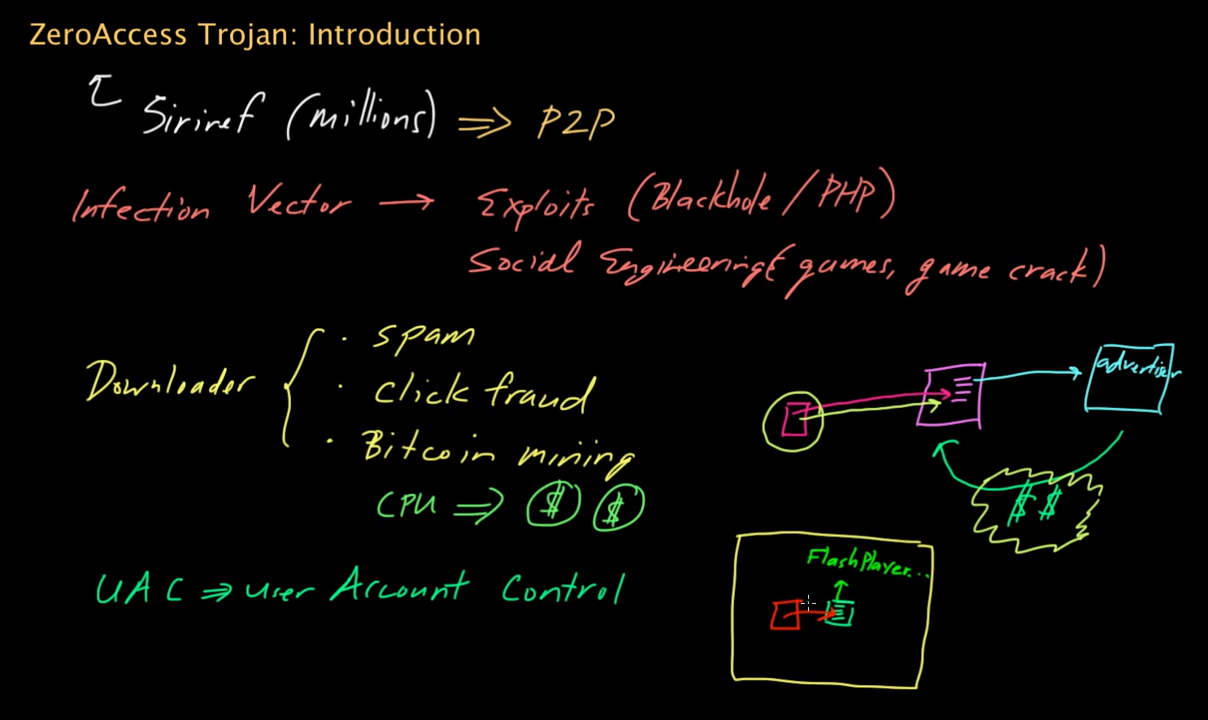 ZeroAccess Trojan: Introduction
Sirinef (millions) ⇒ P2P
Infection Vector → Exploits (Blackhole / PHP)
Social Engineering( games, game crack)
Downloader
· spam
· click fraud
· Bitcoin mining
CPU ⇒ $ $
advertiser
$ $
FlashPlayer...
UAC ⇒ User Account Control